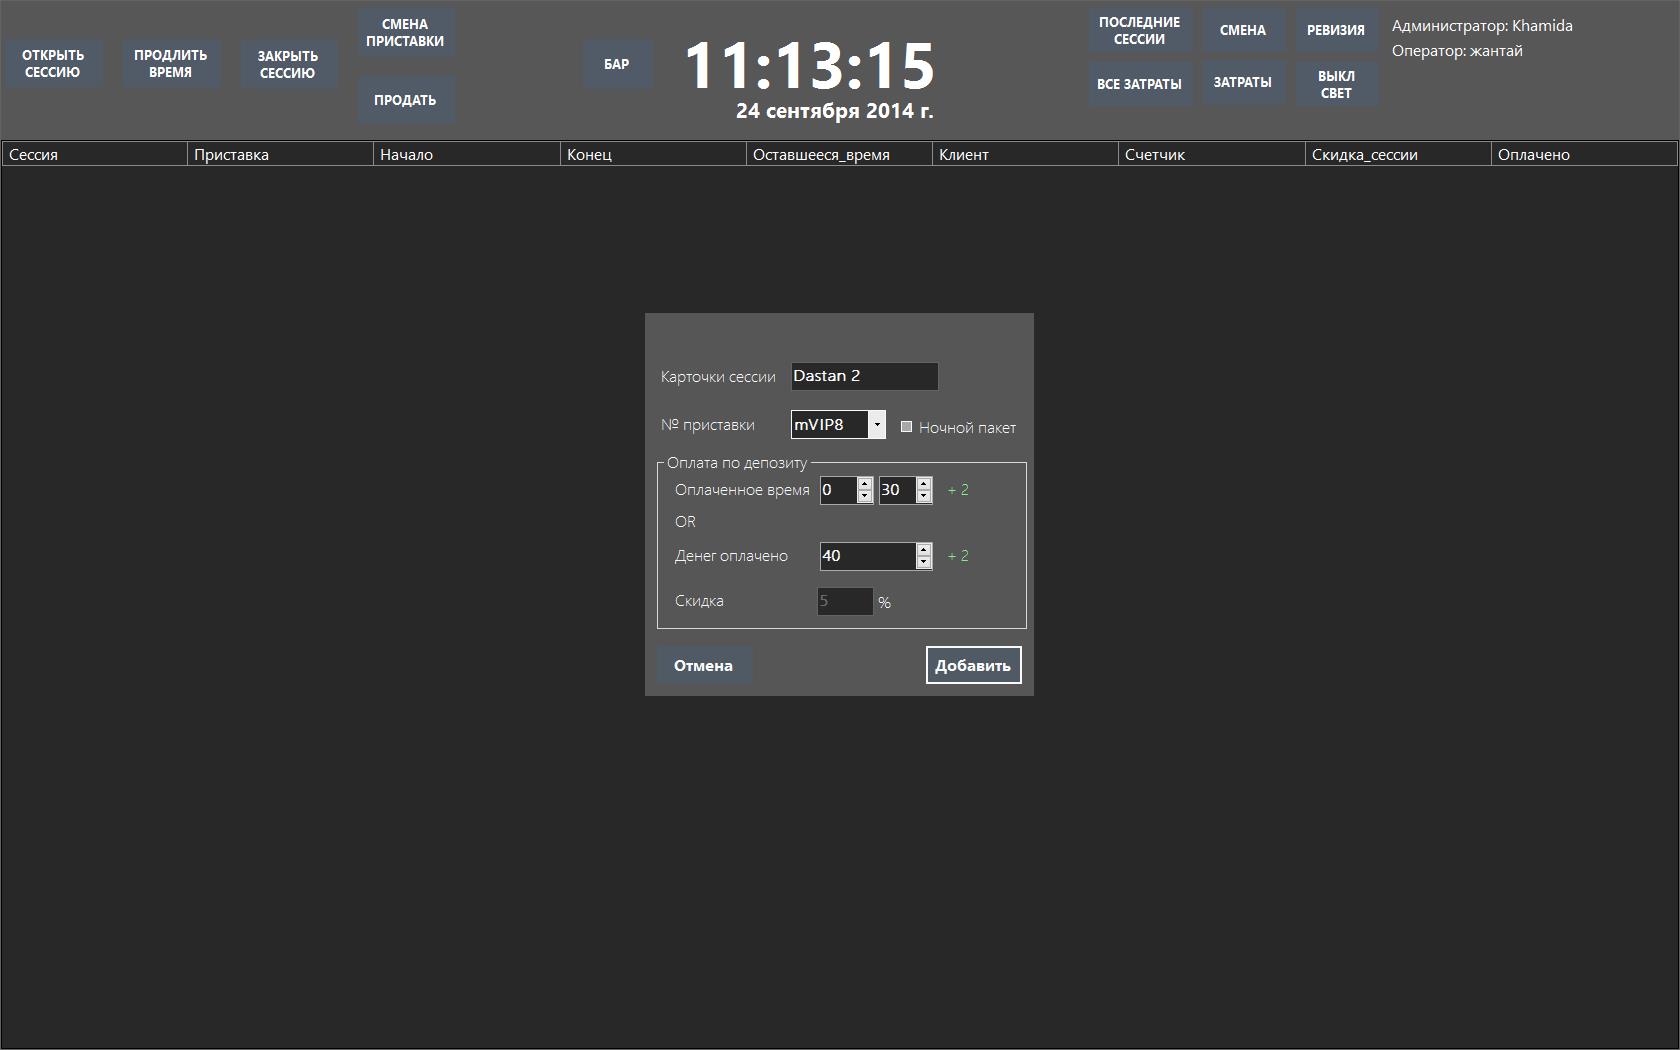 ОТКРЫТЬ
СЕССИЮ
ПРОДЛИТЬ
ВРЕМЯ
ЗАКРЫТЬ
СЕССИЮ
СМЕНА
ПРИСТАВКИ
ПРОДАТЬ
БАР
11:13:15
24 сентября 2014 г.
ПОСЛЕДНИЕ
СЕССИИ
СМЕНА
РЕВИЗИЯ
ВСЕ ЗАТРАТЫ
ЗАТРАТЫ
ВЫКЛ
СВЕТ
Администратор: Khamida
Оператор: жантай
Сессия Приставка Начало Конец Оставшееся_время Клиент Счетчик Скидка_сессии Оплачено
Карточки сессии Dastan 2
№ приставки mVIP8 Ночной пакет
Оплата по депозиту
Оплаченное время 0 30 + 2
OR
Денег оплачено 40 + 2
Скидка 5 %
Отмена Добавить